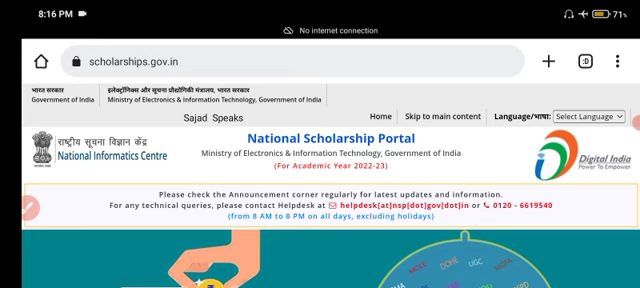 8:16 PM
71%
No internet connection
scholarships.gov.in
:D
भारत सरकार
Government of India
इलेक्ट्रॉनिक्स और सूचना प्रौद्योगिकी मंत्रालय, भारत सरकार
Ministry of Electronics & Information Technology, Government of India
Sajad Speaks
Home
Skip to main content
Language/भाषा:
Select Language
राष्ट्रीय सूचना विज्ञान केंद्र
National Informatics Centre
National Scholarship Portal
Ministry of Electronics & Information Technology, Government of India
(For Academic Year 2022-23)
Digital India
Power To Empower
Please check the Announcement corner regularly for latest updates and information.
For any technical queries, please contact Helpdesk at helpdesk[at]nsp[dot]gov[dot]in or 0120 - 6619540
(from 8 AM to 8 PM on all days, excluding holidays)
DOHE
UGC